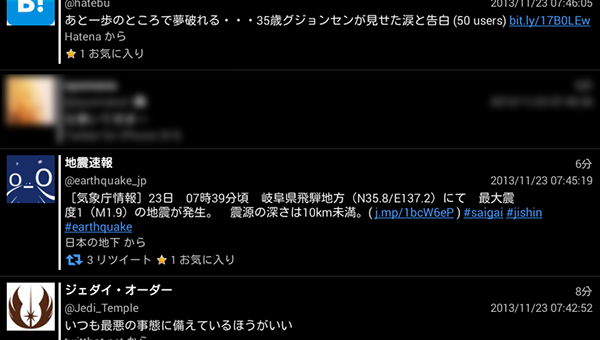 @hatebu
2013/11/23 07:46:05
あと一歩のところで夢破れる・・・35歳グジョンセンが見せた涙と告白 (50 users) bit.ly/17B0LEw
Hatena から
1 お気に入り
地震速報
6分
@earthquake_jp
2013/11/23 07:45:19
［気象庁情報］23日　07時39分頃　岐阜県飛騨地方（N35.8/E137.2）にて　最大震
度1（M1.9）の地震が発生。　震源の深さは10km未満。( j.mp/1bcW6eP ) #saigai #jishin
#earthquake
日本の地下 から
3 リツイート 1 お気に入り
ジェダイ・オーダー
8分
@Jedi_Temple
2013/11/23 07:42:52
いつも最悪の事態に備えているほうがいい